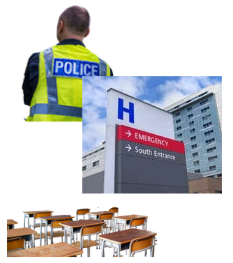 POLICE
H
→ EMERGENCY
→ South Entrance